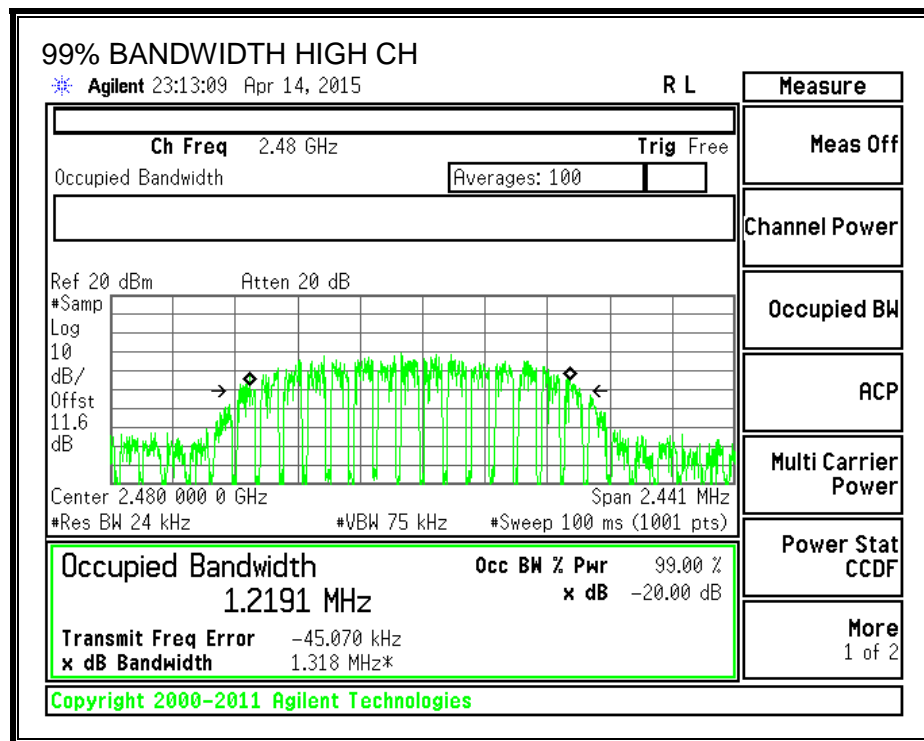 99% BANDWIDTH HIGH CH
Agilent 23:13:09 Apr 14, 2015 R L
Measure
Ch Freq 2.48 GHz Trig Free
Meas Off
Occupied Bandwidth Averages: 100
Channel Power
Ref 20 dBm Atten 20 dB
#Samp
Log
10
dB/
Offst
11.6
dB
Occupied BW
ACP
Multi Carrier
Power
Center 2.480 000 0 GHz Span 2.441 MHz
#Res BW 24 kHz #VBW 75 kHz #Sweep 100 ms (1001 pts)
Power Stat
CCDF
Occupied Bandwidth Occ BW % Pwr 99.00 %
1.2191 MHz x dB -20.00 dB
Transmit Freq Error -45.070 kHz
x dB Bandwidth 1.318 MHz*
More
1 of 2
Copyright 2000-2011 Agilent Technologies